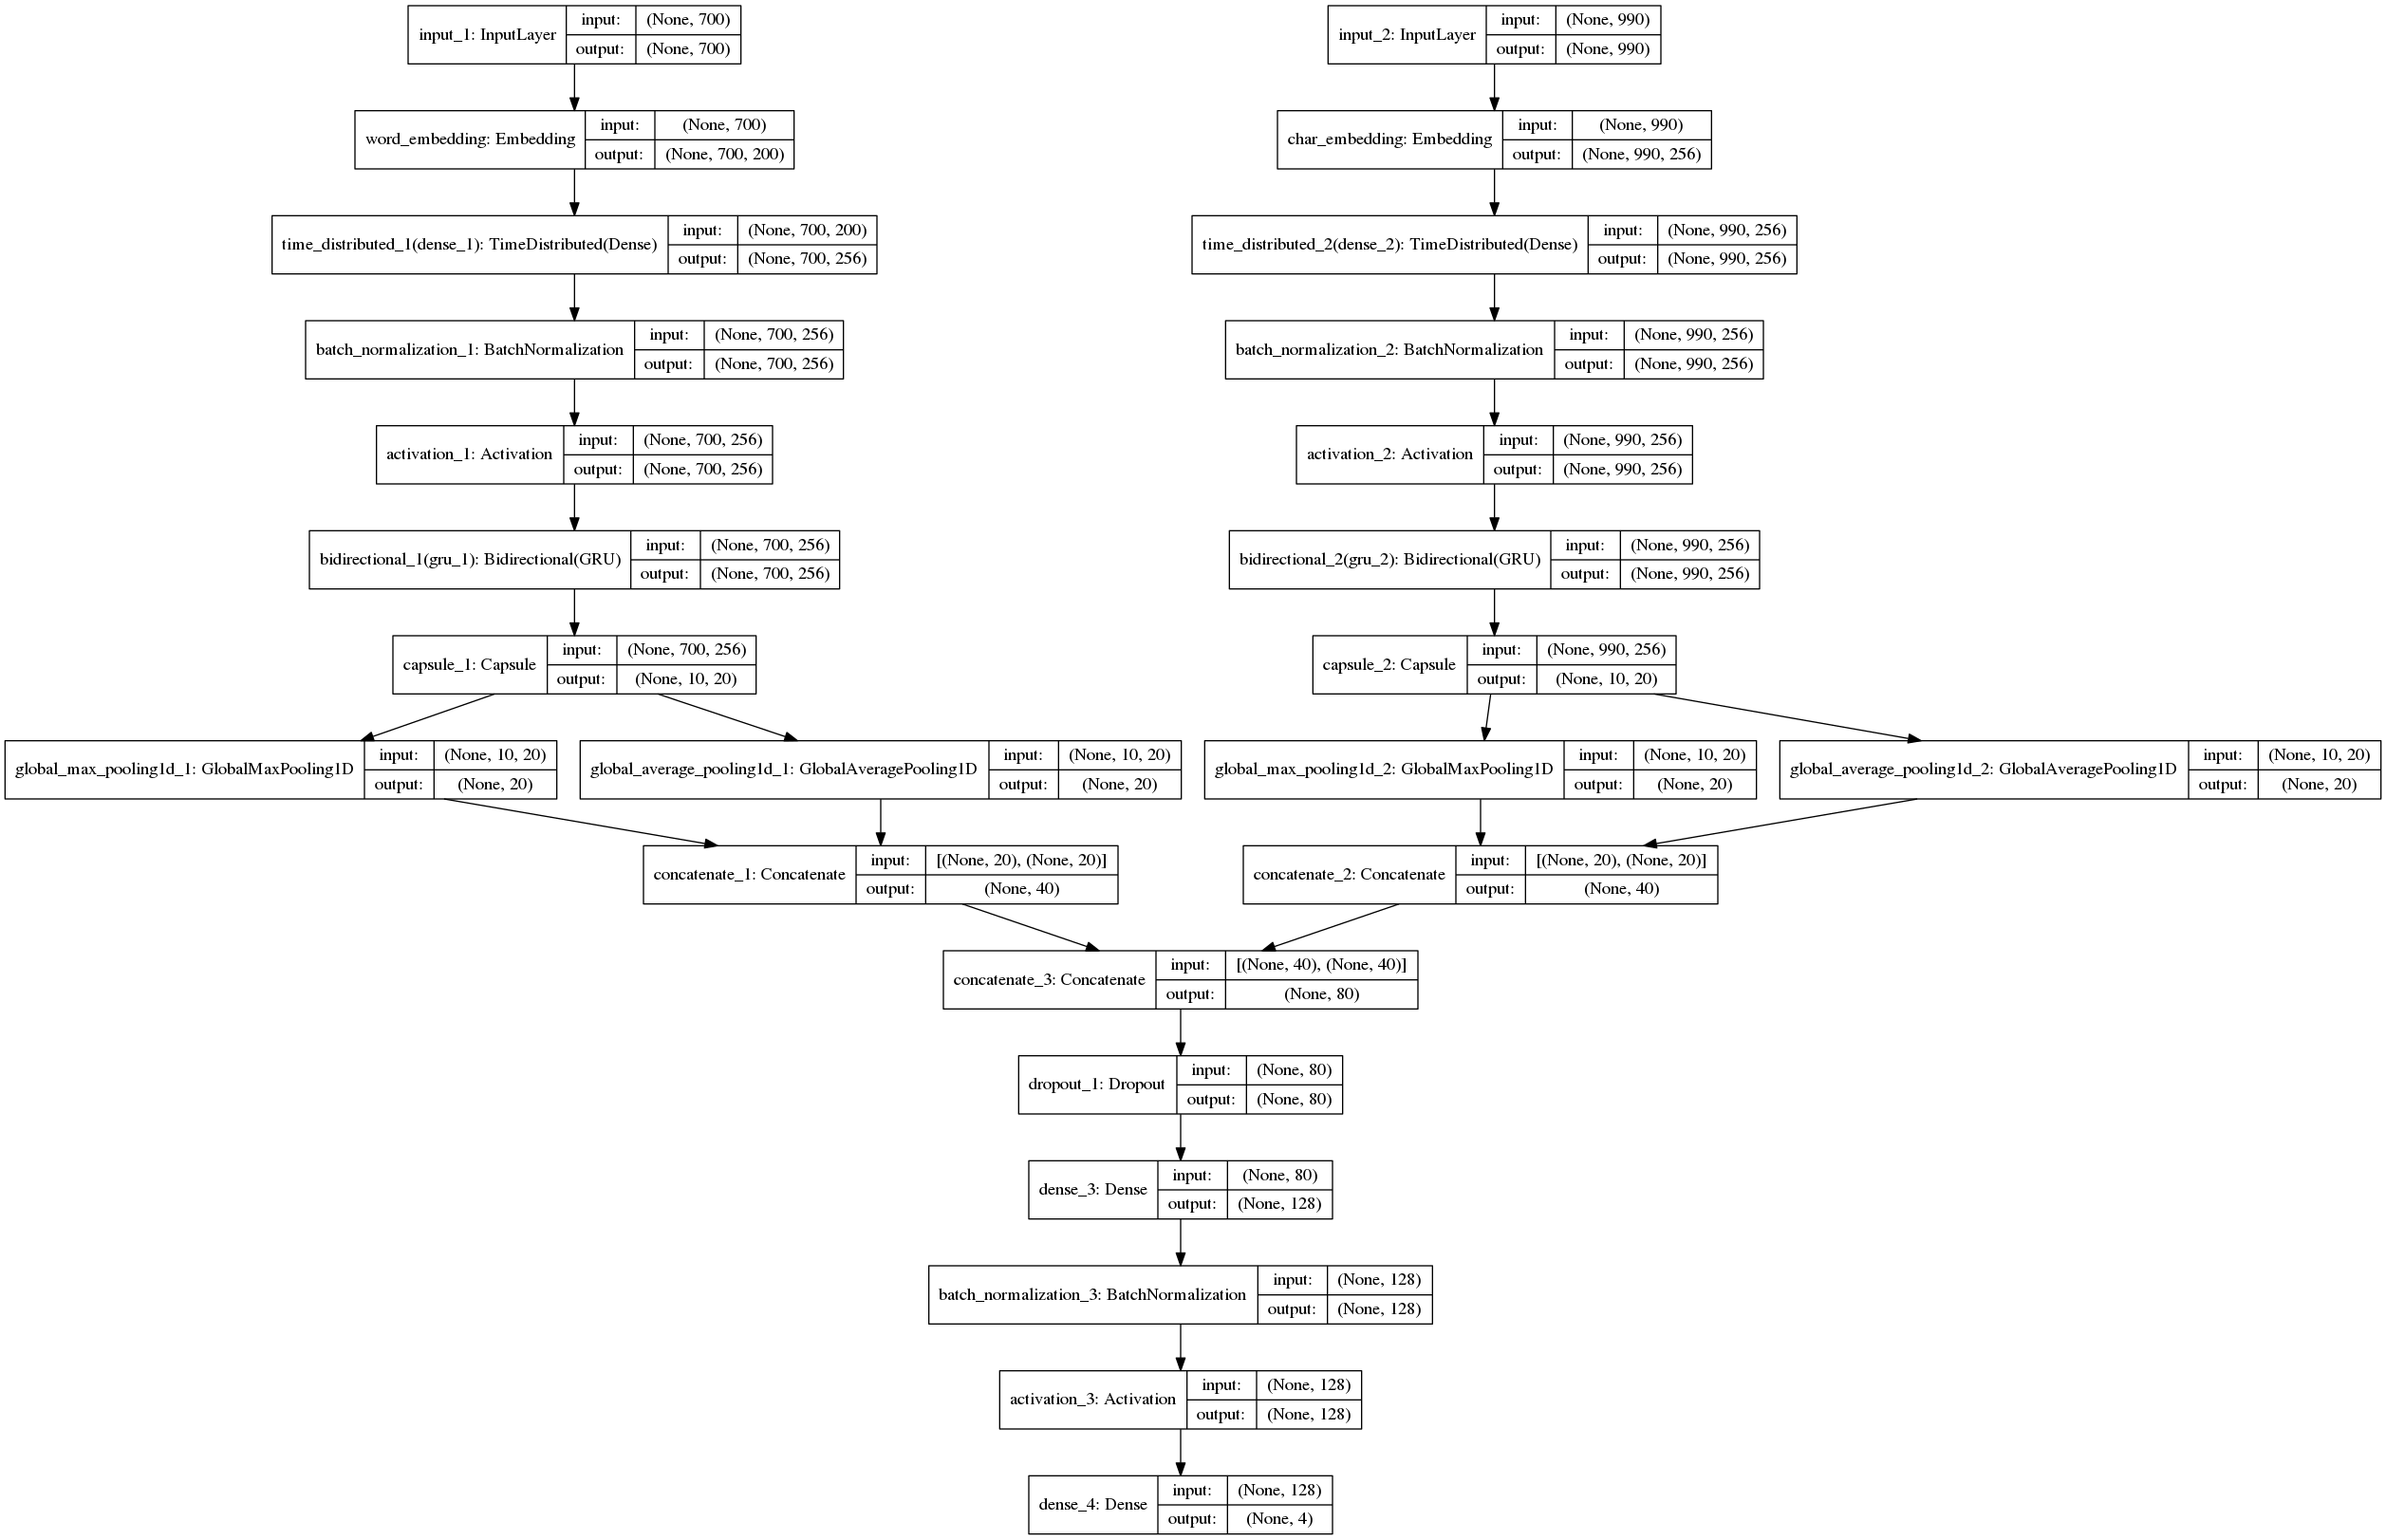 input_1: InputLayer
input: (None, 700)
output: (None, 700)
input_2: InputLayer
input: (None, 990)
output: (None, 990)
word_embedding: Embedding
input: (None, 700)
output: (None, 700, 200)
char_embedding: Embedding
input: (None, 990)
output: (None, 990, 256)
time_distributed_1(dense_1): TimeDistributed(Dense)
input: (None, 700, 200)
output: (None, 700, 256)
time_distributed_2(dense_2): TimeDistributed(Dense)
input: (None, 990, 256)
output: (None, 990, 256)
batch_normalization_1: BatchNormalization
input: (None, 700, 256)
output: (None, 700, 256)
batch_normalization_2: BatchNormalization
input: (None, 990, 256)
output: (None, 990, 256)
activation_1: Activation
input: (None, 700, 256)
output: (None, 700, 256)
activation_2: Activation
input: (None, 990, 256)
output: (None, 990, 256)
bidirectional_1(gru_1): Bidirectional(GRU)
input: (None, 700, 256)
output: (None, 700, 256)
bidirectional_2(gru_2): Bidirectional(GRU)
input: (None, 990, 256)
output: (None, 990, 256)
capsule_1: Capsule
input: (None, 700, 256)
output: (None, 10, 20)
capsule_2: Capsule
input: (None, 990, 256)
output: (None, 10, 20)
global_max_pooling1d_1: GlobalMaxPooling1D
input: (None, 10, 20)
output: (None, 20)
global_average_pooling1d_1: GlobalAveragePooling1D
input: (None, 10, 20)
output: (None, 20)
global_max_pooling1d_2: GlobalMaxPooling1D
input: (None, 10, 20)
output: (None, 20)
global_average_pooling1d_2: GlobalAveragePooling1D
input: (None, 10, 20)
output: (None, 20)
concatenate_1: Concatenate
input: [(None, 20), (None, 20)]
output: (None, 40)
concatenate_2: Concatenate
input: [(None, 20), (None, 20)]
output: (None, 40)
concatenate_3: Concatenate
input: [(None, 40), (None, 40)]
output: (None, 80)
dropout_1: Dropout
input: (None, 80)
output: (None, 80)
dense_3: Dense
input: (None, 80)
output: (None, 128)
batch_normalization_3: BatchNormalization
input: (None, 128)
output: (None, 128)
activation_3: Activation
input: (None, 128)
output: (None, 128)
dense_4: Dense
input: (None, 128)
output: (None, 4)